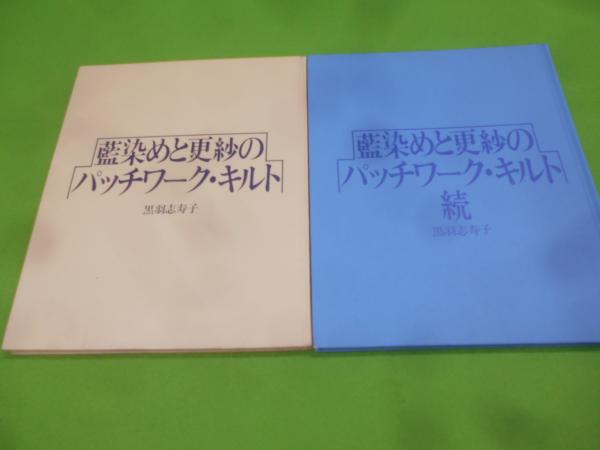 藍染めと更紗の
パッチワーク・キルト
黒羽志寿子
藍染めと更紗の
パッチワーク・キルト
続
黒羽志寿子